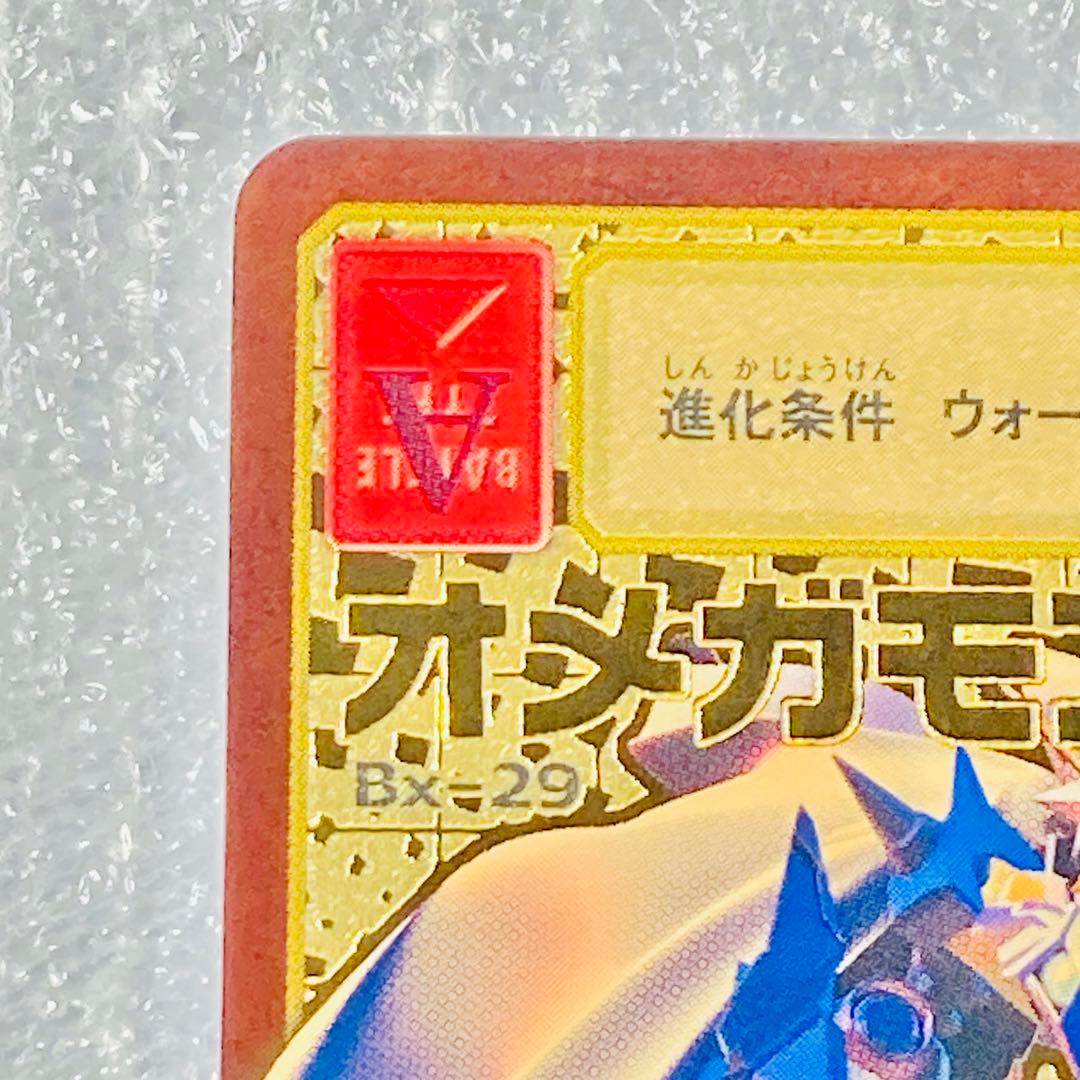 BATTLE
A
しんかじょうけん
進化条件 ウォー
オメガモ
Bx-29